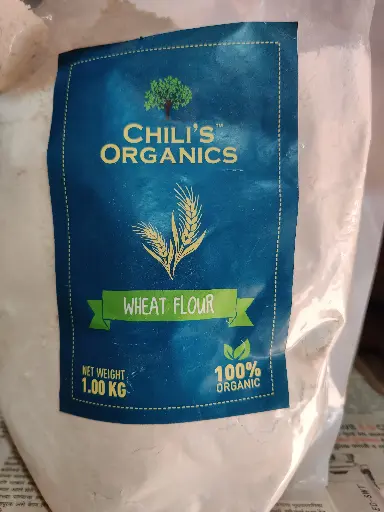 CHILI'S™
ORGANICS
WHEAT FLOUR
NET WEIGHT
1.00 KG
100%
ORGANIC